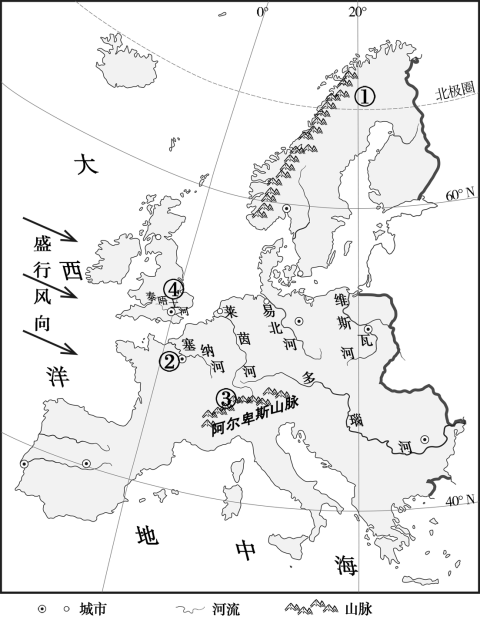 0° 20°
北极圈
60° N
40° N
大西洋
盛行风向
①
②
③
④
泰晤士河
莱茵河
易北河
维斯瓦河
塞纳河
多瑙河
阿尔卑斯山脉
地中海
城市 河流 山脉